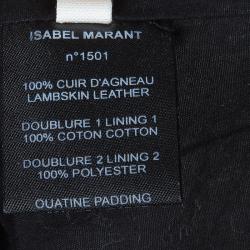 ISABEL MARANT
n°1501
100% CUIR D'AGNEAU
LAMBSKIN LEATHER
DOUBLURE 1 LINING 1
100% COTON COTTON
DOUBLURE 2 LINING 2
100% POLYESTER
OUATINE PADDING